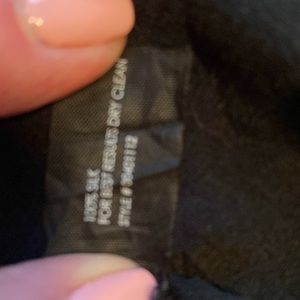 100% SILK
FOR BEST RESULTS DRY CLEAN
STYLE #